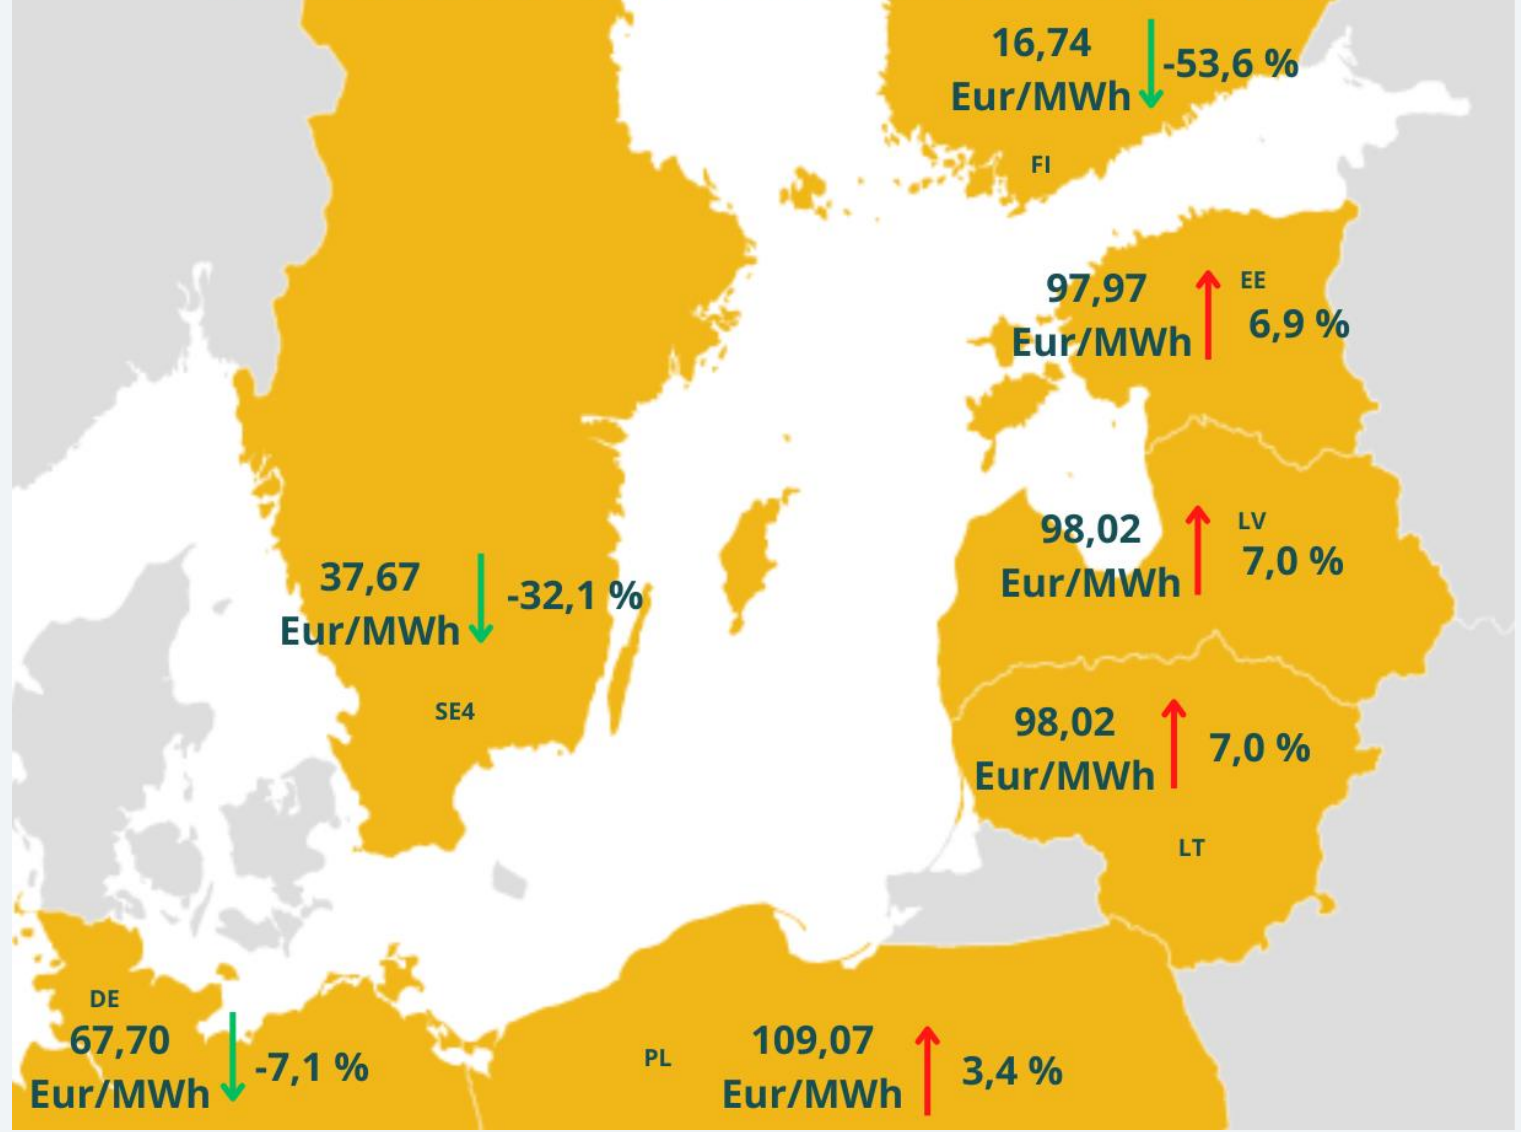 16,74
Eur/MWh
-53,6 %
FI
97,97
Eur/MWh
EE
6,9 %
98,02
Eur/MWh
LV
7,0 %
37,67
Eur/MWh
-32,1 %
SE4
98,02
Eur/MWh
7,0 %
LT
DE
67,70
Eur/MWh
-7,1 %
PL
109,07
Eur/MWh
3,4 %